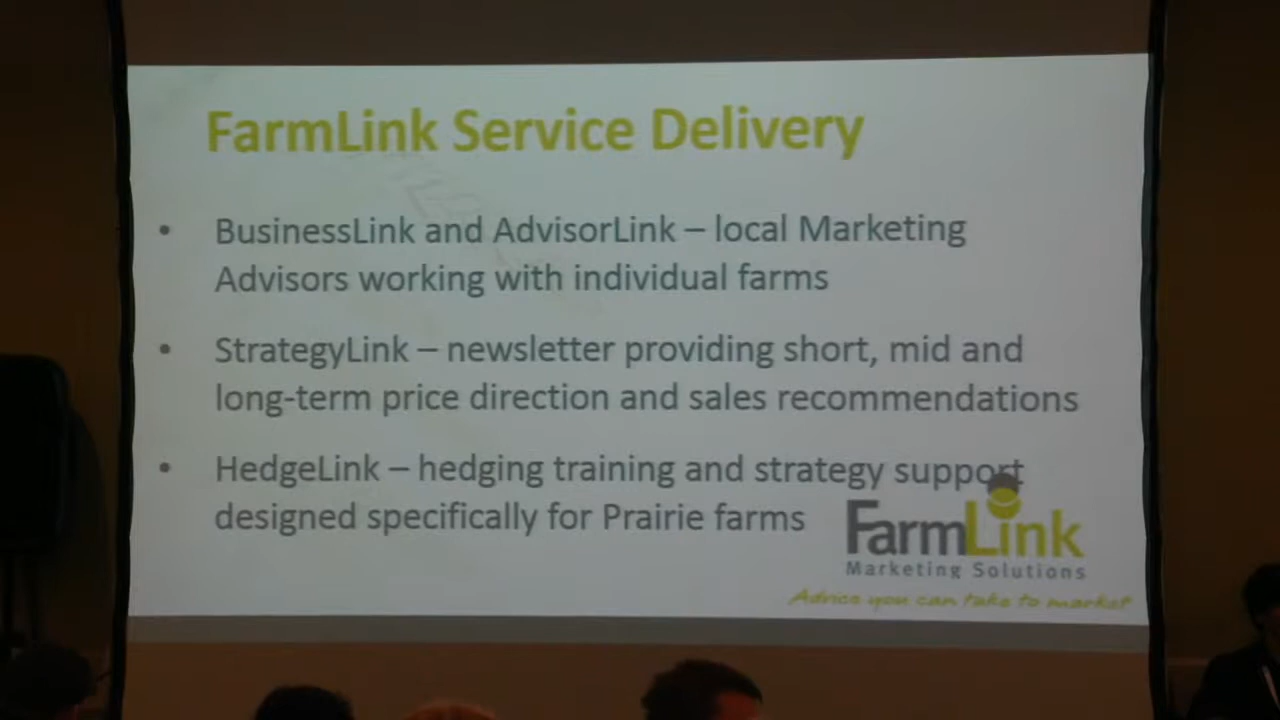 FarmLink Service Delivery
• BusinessLink and AdvisorLink – local Marketing
Advisors working with individual farms
• StrategyLink – newsletter providing short, mid and
long-term price direction and sales recommendations
• HedgeLink – hedging training and strategy support
designed specifically for Prairie farms
FarmLink
Marketing Solutions
Advice you can take to market